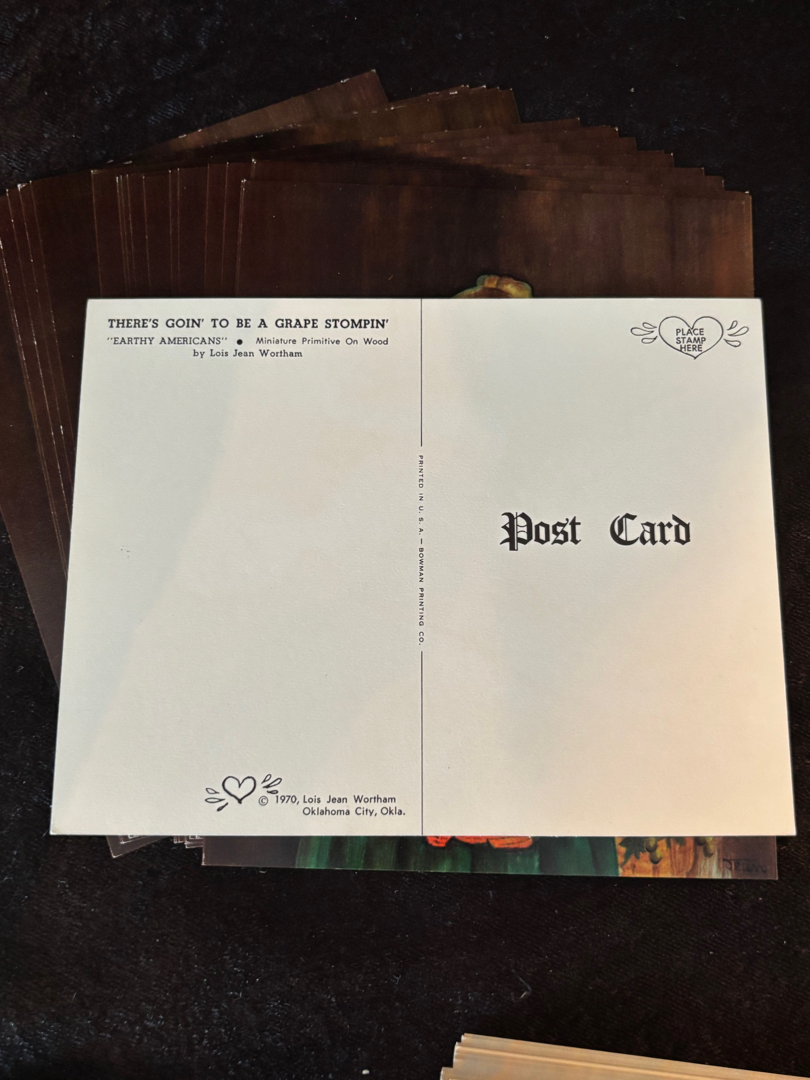 THERE'S GOIN' TO BE A GRAPE STOMPIN'
"EARTHY AMERICANS" ● Miniature Primitive On Wood
by Lois Jean Wortham
© 1970, Lois Jean Wortham
Oklahoma City, Okla.
PRINTED IN U. S. A. — BOWMAN PRINTING CO.
PLACE
STAMP
HERE
Post Card